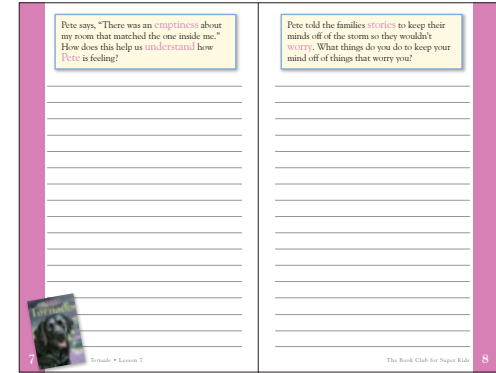 Pete says, “There was an emptiness about
my room that matched the one inside me.”
How does this help us understand how
Pete is feeling?
Tornado
7
Tornado • Lesson 7
Pete told the families stories to keep their
minds off of the storm so they wouldn’t
worry. What things do you do to keep your
mind off of things that worry you?
The Book Club for Super Kids
8